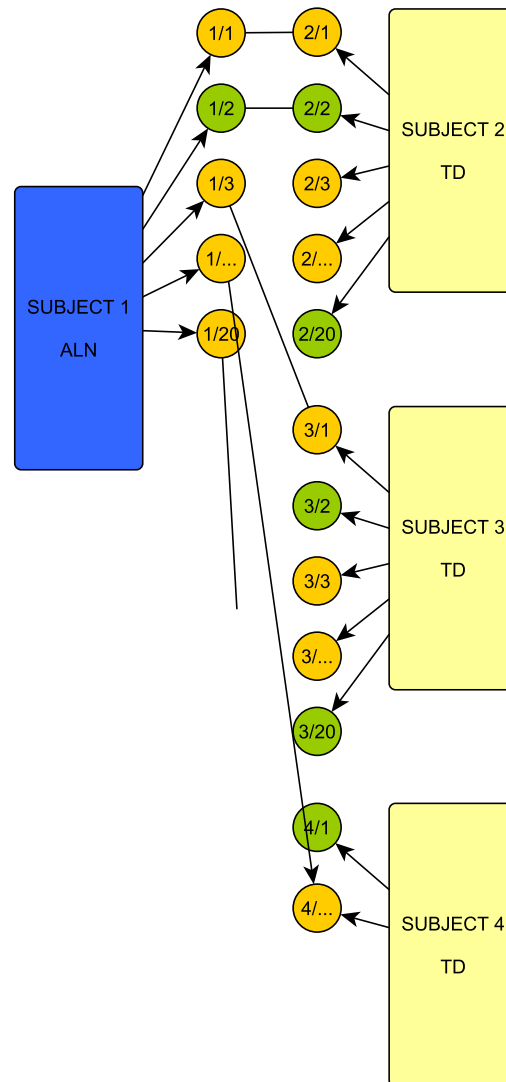 1/1
2/1
1/2
2/2
1/3
2/3
1/...
2/...
1/20
2/20
SUBJECT 1
ALN
SUBJECT 2
TD
3/1
3/2
3/3
3/...
3/20
SUBJECT 3
TD
4/1
4/...
SUBJECT 4
TD